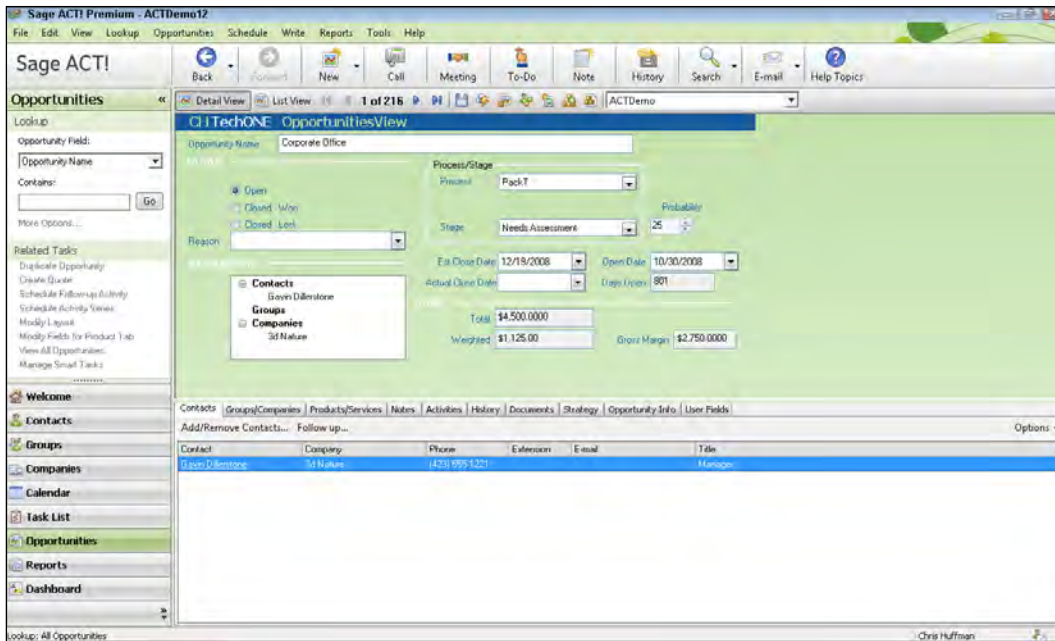 Sage ACT! Premium - ACTDemo12
File Edit View Lookup Opportunities Schedule Write Reports Tools Help
Sage ACT!
Back Forward New Call Meeting To-Do Note History Search E-mail Help Topics
Opportunities «
Detail View List View 1 of 216 ACTDemo
Lookup
Opportunity Field:
Opportunity Name
Contains:
Go
More Options...
Related Tasks
Duplicate Opportunity
Create Quote
Schedule Follow-up Activity
Schedule Activity Series
Modify Layout
Modify Fields for Product Tab
View All Opportunities
Manage Smart Tasks
Welcome
Contacts
Groups
Companies
Calendar
Task List
Opportunities
Reports
Dashboard
CHTechONE OpportunitiesView
Opportunity Name Corporate Office
Open
Closed - Won
Closed - Lost
Reason
Process/Stage
Process PackT
Probability
Stage Needs Assessment 25
Contacts
Gavin Dillerstone
Groups
Companies
3d Nature
Est Close Date 12/19/2008 Open Date 10/30/2008
Actual Close Date Days Open 801
Total $4,500.0000
Weighted $1,125.00 Gross Margin $2,750.0000
Contacts Groups/Companies Products/Services Notes Activities History Documents Strategy Opportunity Info User Fields
Add/Remove Contacts... Follow up... Options
Contact Company Phone Extension E-mail Title
Gavin Dillerstone 3d Nature (423) 555-1221 Manager
Lookup: All Opportunities Chris Huffman